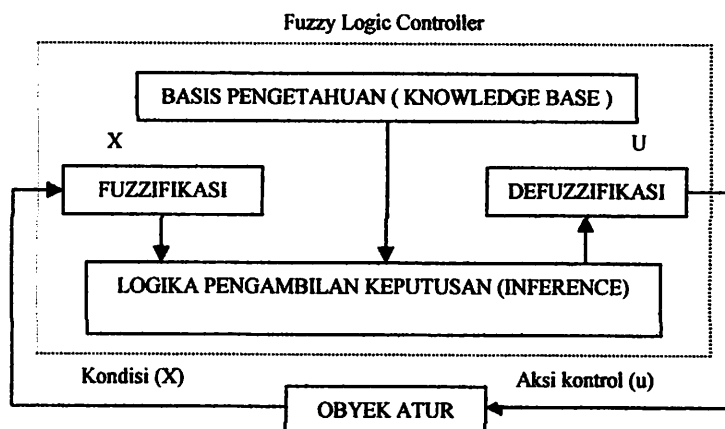 Fuzzy Logic Controller
BASIS PENGETAHUAN ( KNOWLEDGE BASE )
X
U
FUZZIFIKASI
DEFUZZIFIKASI
LOGIKA PENGAMBILAN KEPUTUSAN (INFERENCE)
Kondisi (X)
Aksi kontrol (u)
OBYEK ATUR